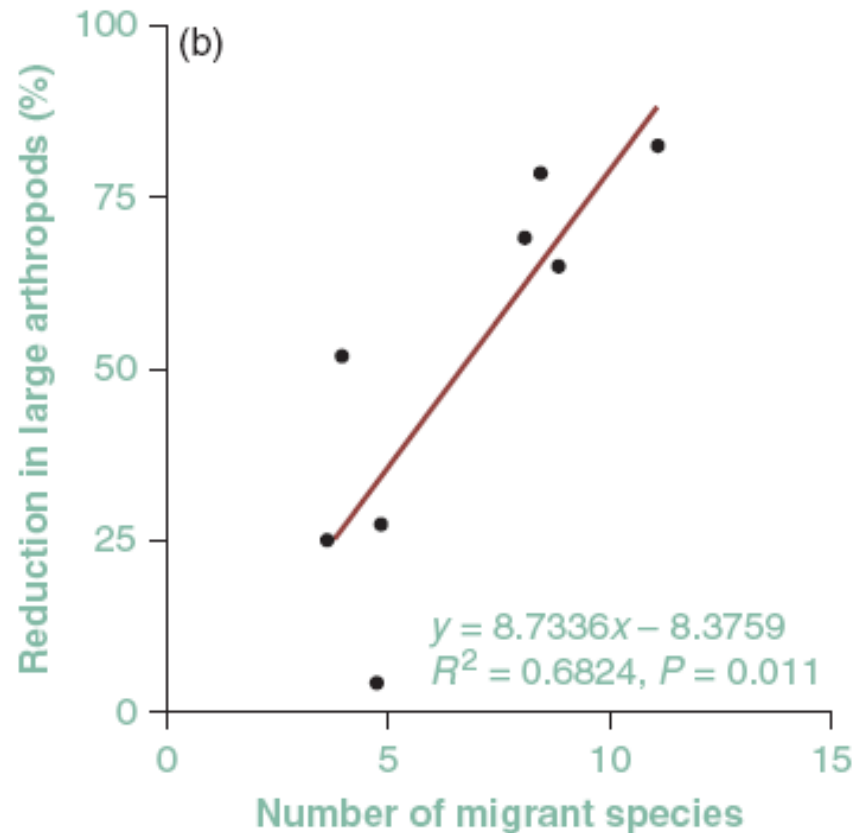 (b)
Reduction in large arthropods (%)
100
75
50
25
0
y = 8.7336x – 8.3759
R² = 0.6824, P = 0.011
0 5 10 15
Number of migrant species